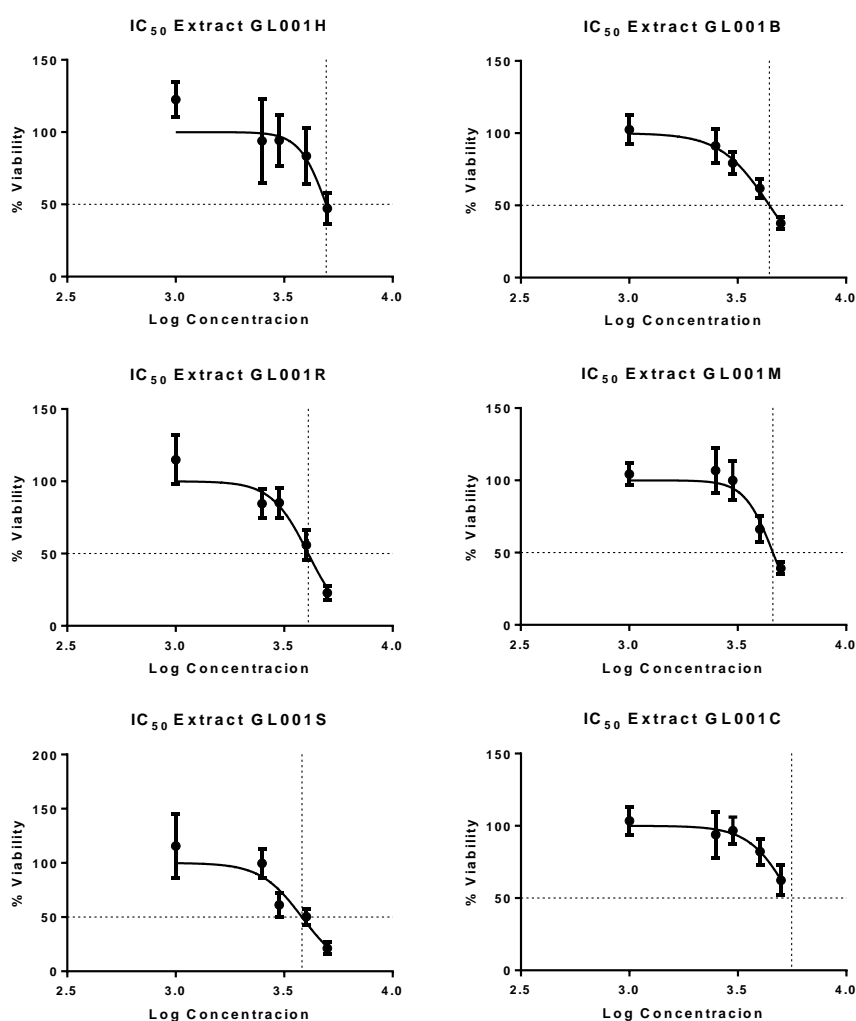 IC50 Extract GL001H
150
100
50
0
% Viability
2.5 3.0 3.5 4.0
Log Concentracion
IC50 Extract GL001B
150
100
50
0
% Viability
2.5 3.0 3.5 4.0
Log Concentration
IC50 Extract GL001R
150
100
50
0
% Viability
2.5 3.0 3.5 4.0
Log Concentracion
IC50 Extract GL001M
150
100
50
0
% Viability
2.5 3.0 3.5 4.0
Log Concentracion
IC50 Extract GL001S
200
150
100
50
0
% Viability
2.5 3.0 3.5 4.0
Log Concentracion
IC50 Extract GL001C
150
100
50
0
% Viability
2.5 3.0 3.5 4.0
Log Concentracion